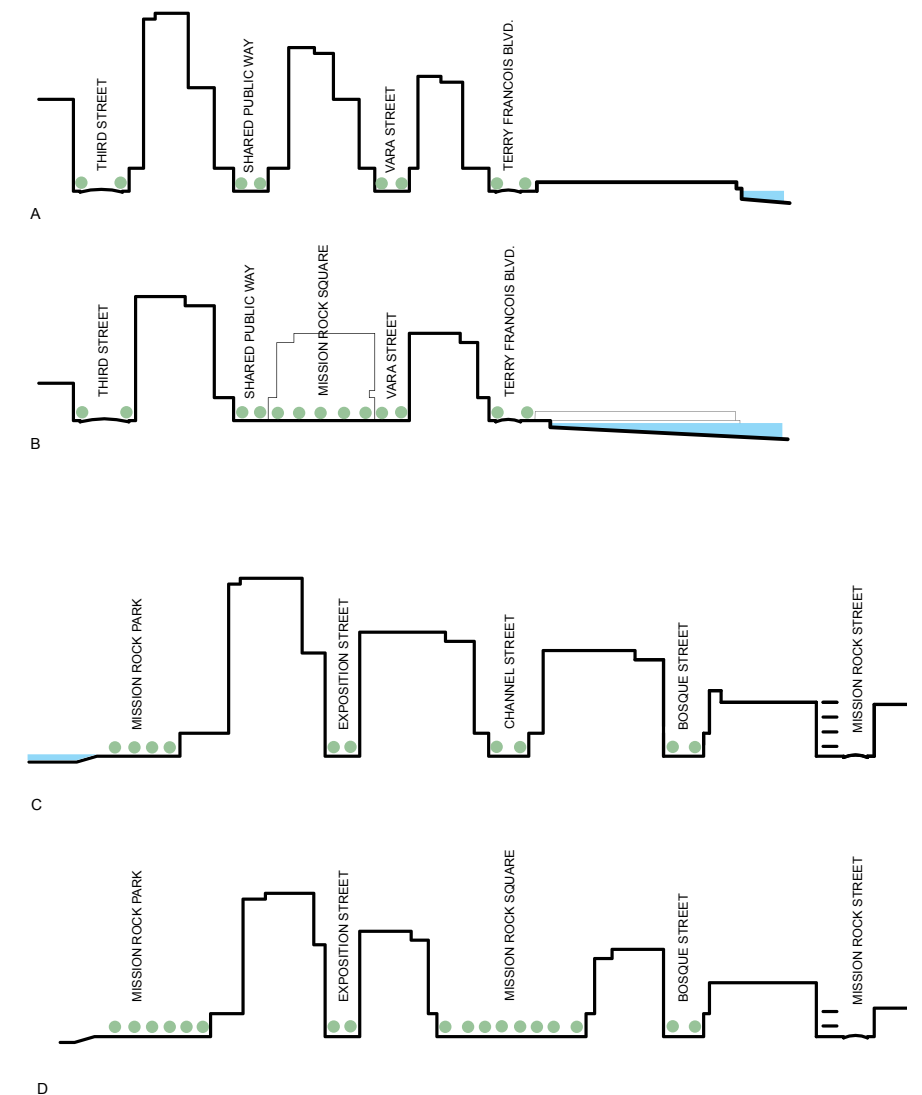 THIRD STREET
SHARED PUBLIC WAY
VARA STREET
TERRY FRANCOIS BLVD.
A
THIRD STREET
SHARED PUBLIC WAY
MISSION ROCK SQUARE
VARA STREET
TERRY FRANCOIS BLVD.
B
MISSION ROCK PARK
EXPOSITION STREET
CHANNEL STREET
BOSQUE STREET
MISSION ROCK STREET
C
MISSION ROCK PARK
EXPOSITION STREET
MISSION ROCK SQUARE
BOSQUE STREET
MISSION ROCK STREET
D